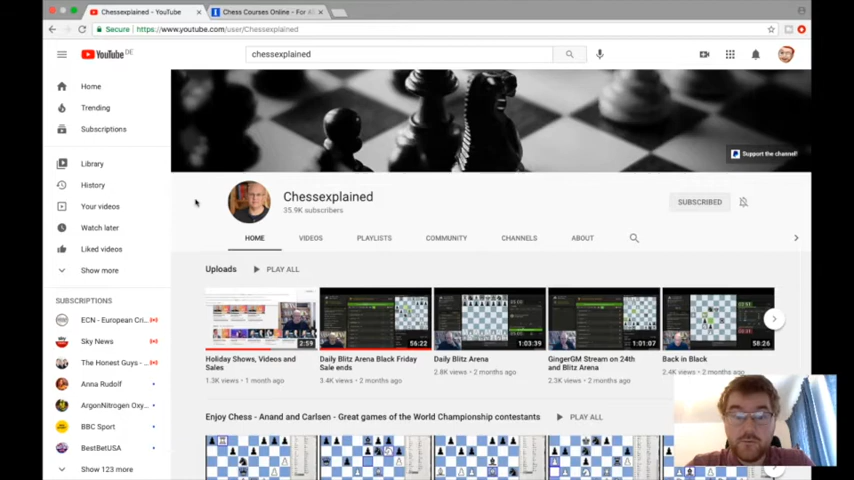 Chessexplained - YouTube
Chess Courses Online - For Al
Secure https://www.youtube.com/user/Chessexplained
YouTube DE
chessexplained
Home
Trending
Subscriptions
Library
History
Your videos
Watch later
Liked videos
Show more
SUBSCRIPTIONS
ECN - European Cri...
Sky News
The Honest Guys - ...
Anna Rudolf
ArgonNitrogen Oxy...
BBC Sport
BestBetUSA
Show 123 more
Support the channel!
Chessexplained
35.9K subscribers
SUBSCRIBED
HOME VIDEOS PLAYLISTS COMMUNITY CHANNELS ABOUT
Uploads PLAY ALL
2:59
Holiday Shows, Videos and
Sales
1.3K views • 1 month ago
56:22
Daily Blitz Arena Black Friday
Sale ends
3.4K views • 2 months ago
1:03:39
Daily Blitz Arena
2.8K views • 2 months ago
1:01:07
GingerGM Stream on 24th
and Blitz Arena
2.3K views • 2 months ago
58:26
Back in Black
2.4K views • 2 months ago
Enjoy Chess - Anand and Carlsen - Great games of the World Championship contestants PLAY ALL